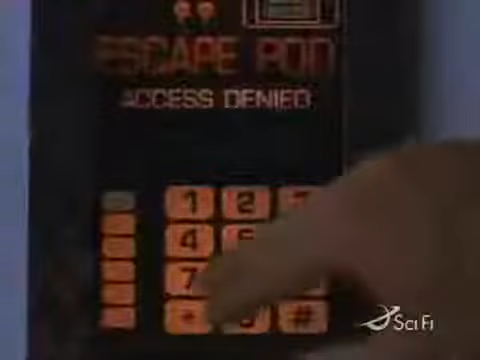 ESCAPE POD
ACCESS DENIED
1 2
4
7
* #
SCI FI